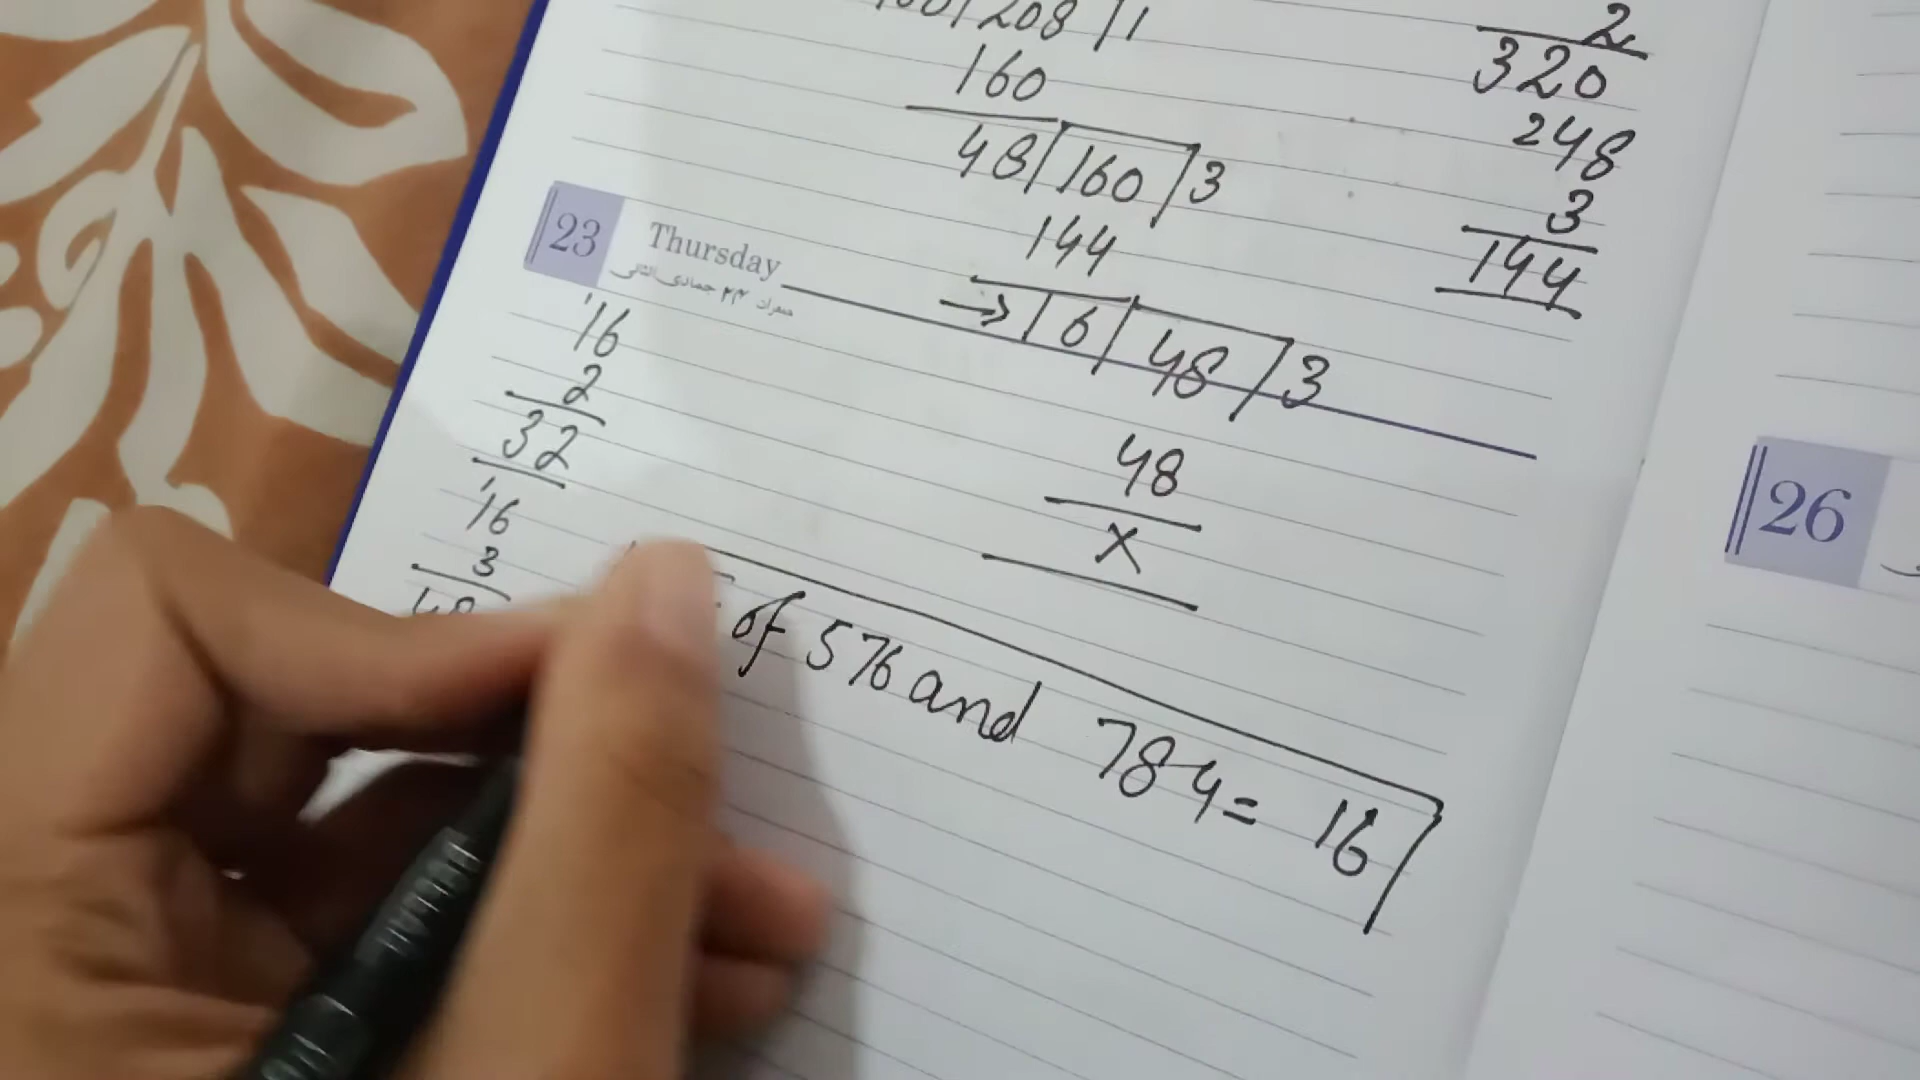 208 / 1
160
48 / 160 / 3
144
→ 16 / 48 / 3
48
x
2
320
248
3
144
23
Thursday
16
2
32
16
3
48
of 576 and 784 = 16
26